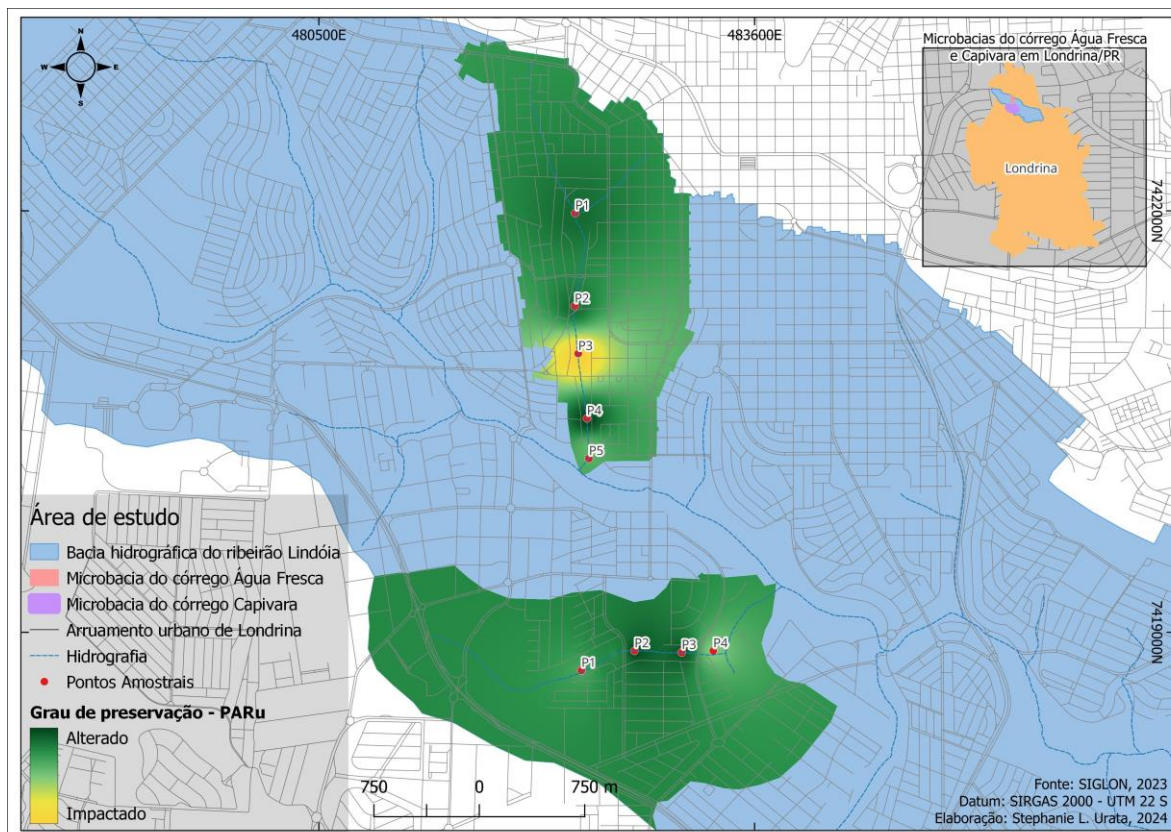 N
W
E
S
480500E
483600E
Microbacias do córrego Água Fresca
e Capivara em Londrina/PR
Londrina
7422000N
P1
P2
P3
P4
P5
P1
P2
P3
P4
7419000N
Área de estudo
Bacia hidrográfica do ribeirão Lindóia
Microbacia do córrego Água Fresca
Microbacia do córrego Capivara
Arruamento urbano de Londrina
Hidrografia
Pontos Amostrais
Grau de preservação - PARu
Alterado
Impactado
750 0 750 m
Fonte: SIGLON, 2023
Datum: SIRGAS 2000 - UTM 22 S
Elaboração: Stephanie L. Urata, 2024